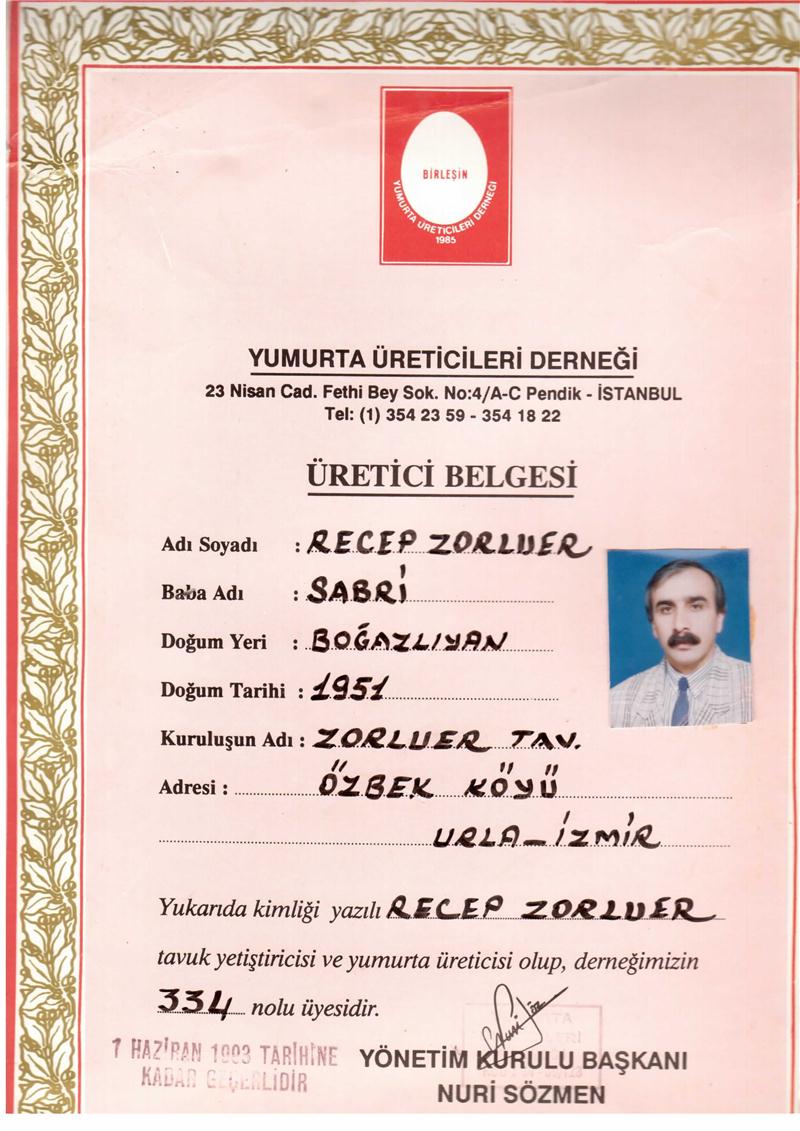 BİRLEŞİN
YUMURTA ÜRETİCİLERİ DERNEĞİ
1985
YUMURTA ÜRETİCİLERİ DERNEĞİ
23 Nisan Cad. Fethi Bey Sok. No:4/A-C Pendik - İSTANBUL
Tel: (1) 354 23 59 - 354 18 22
ÜRETİCİ BELGESİ
Adı Soyadı : RECEP ZORLUER
Baba Adı : SABRİ
Doğum Yeri : BOĞAZLIYAN
Doğum Tarihi : 1951
Kuruluşun Adı : ZORLUER TAV.
Adresi : ÖZBEK KÖYÜ
URLA-İZMİR
Yukarıda kimliği yazılı RECEP ZORLUER
tavuk yetiştiricisi ve yumurta üreticisi olup, derneğimizin
334 nolu üyesidir.
1 HAZİRAN 1993 TARİHİNE
KADAR GEÇERLİDİR
YÖNETİM KURULU BAŞKANI
NURİ SÖZMEN